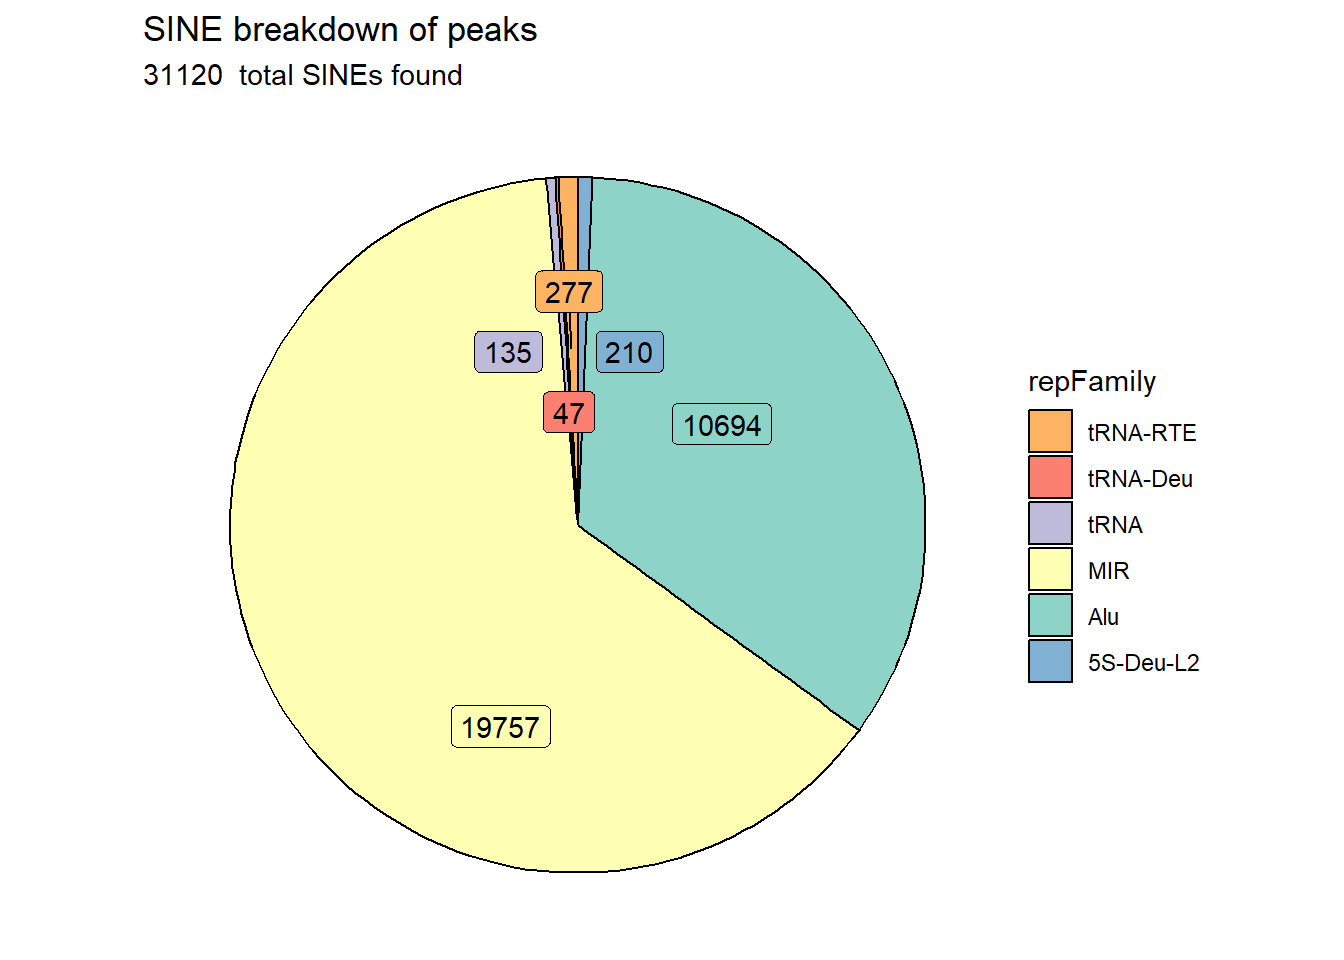 SINE breakdown of peaks
31120  total SINEs found
277
135
210
47
10694
19757
repFamily
tRNA-RTE
tRNA-Deu
tRNA
MIR
Alu
5S-Deu-L2